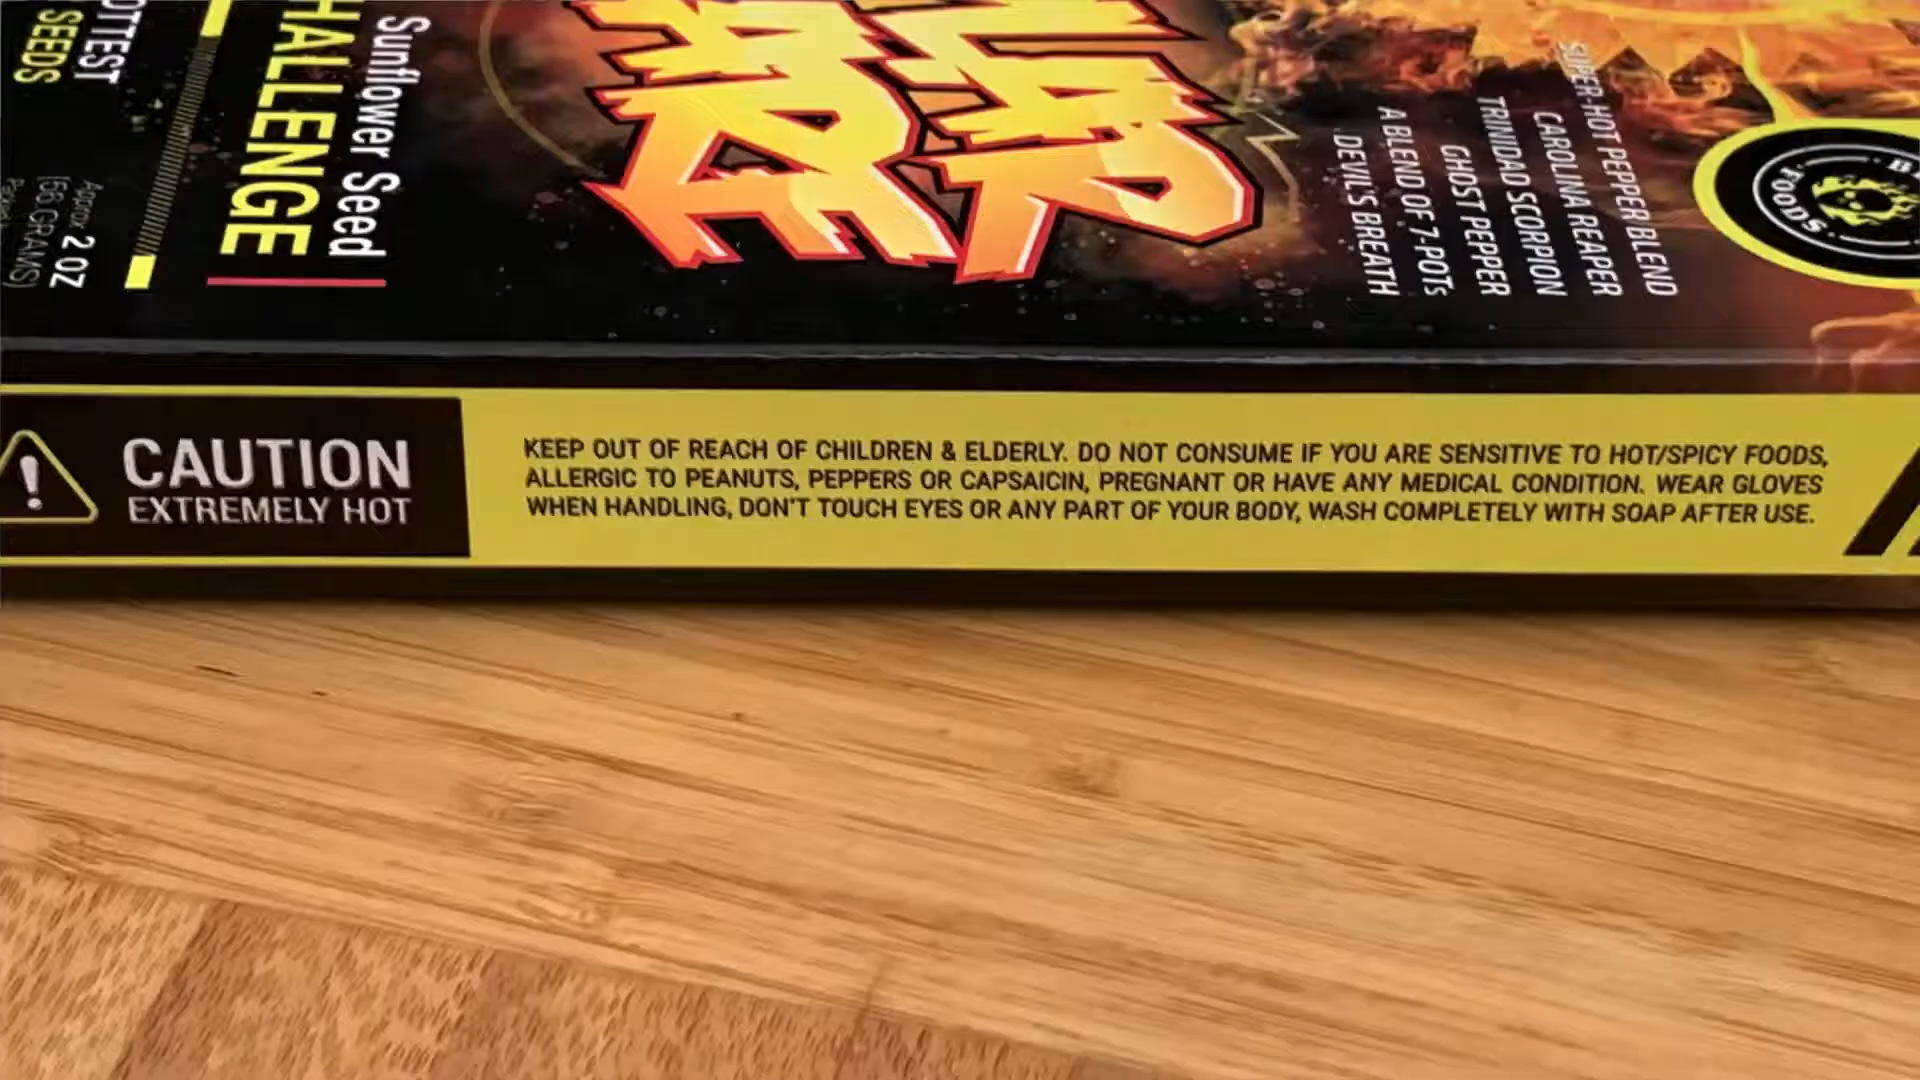 OTTEST
SEEDS
Approx 2 OZ
(56 GRAMS)
Sunflower Seed
HALLENGE
SUPER-HOT PEPPER BLEND
CAROLINA REAPER
TRINIDAD SCORPION
GHOST PEPPER
A BLEND OF 7-POTs
DEVIL'S BREATH
FOODS
CAUTION
EXTREMELY HOT
KEEP OUT OF REACH OF CHILDREN & ELDERLY. DO NOT CONSUME IF YOU ARE SENSITIVE TO HOT/SPICY FOODS,
ALLERGIC TO PEANUTS, PEPPERS OR CAPSAICIN, PREGNANT OR HAVE ANY MEDICAL CONDITION. WEAR GLOVES
WHEN HANDLING, DON'T TOUCH EYES OR ANY PART OF YOUR BODY, WASH COMPLETELY WITH SOAP AFTER USE.